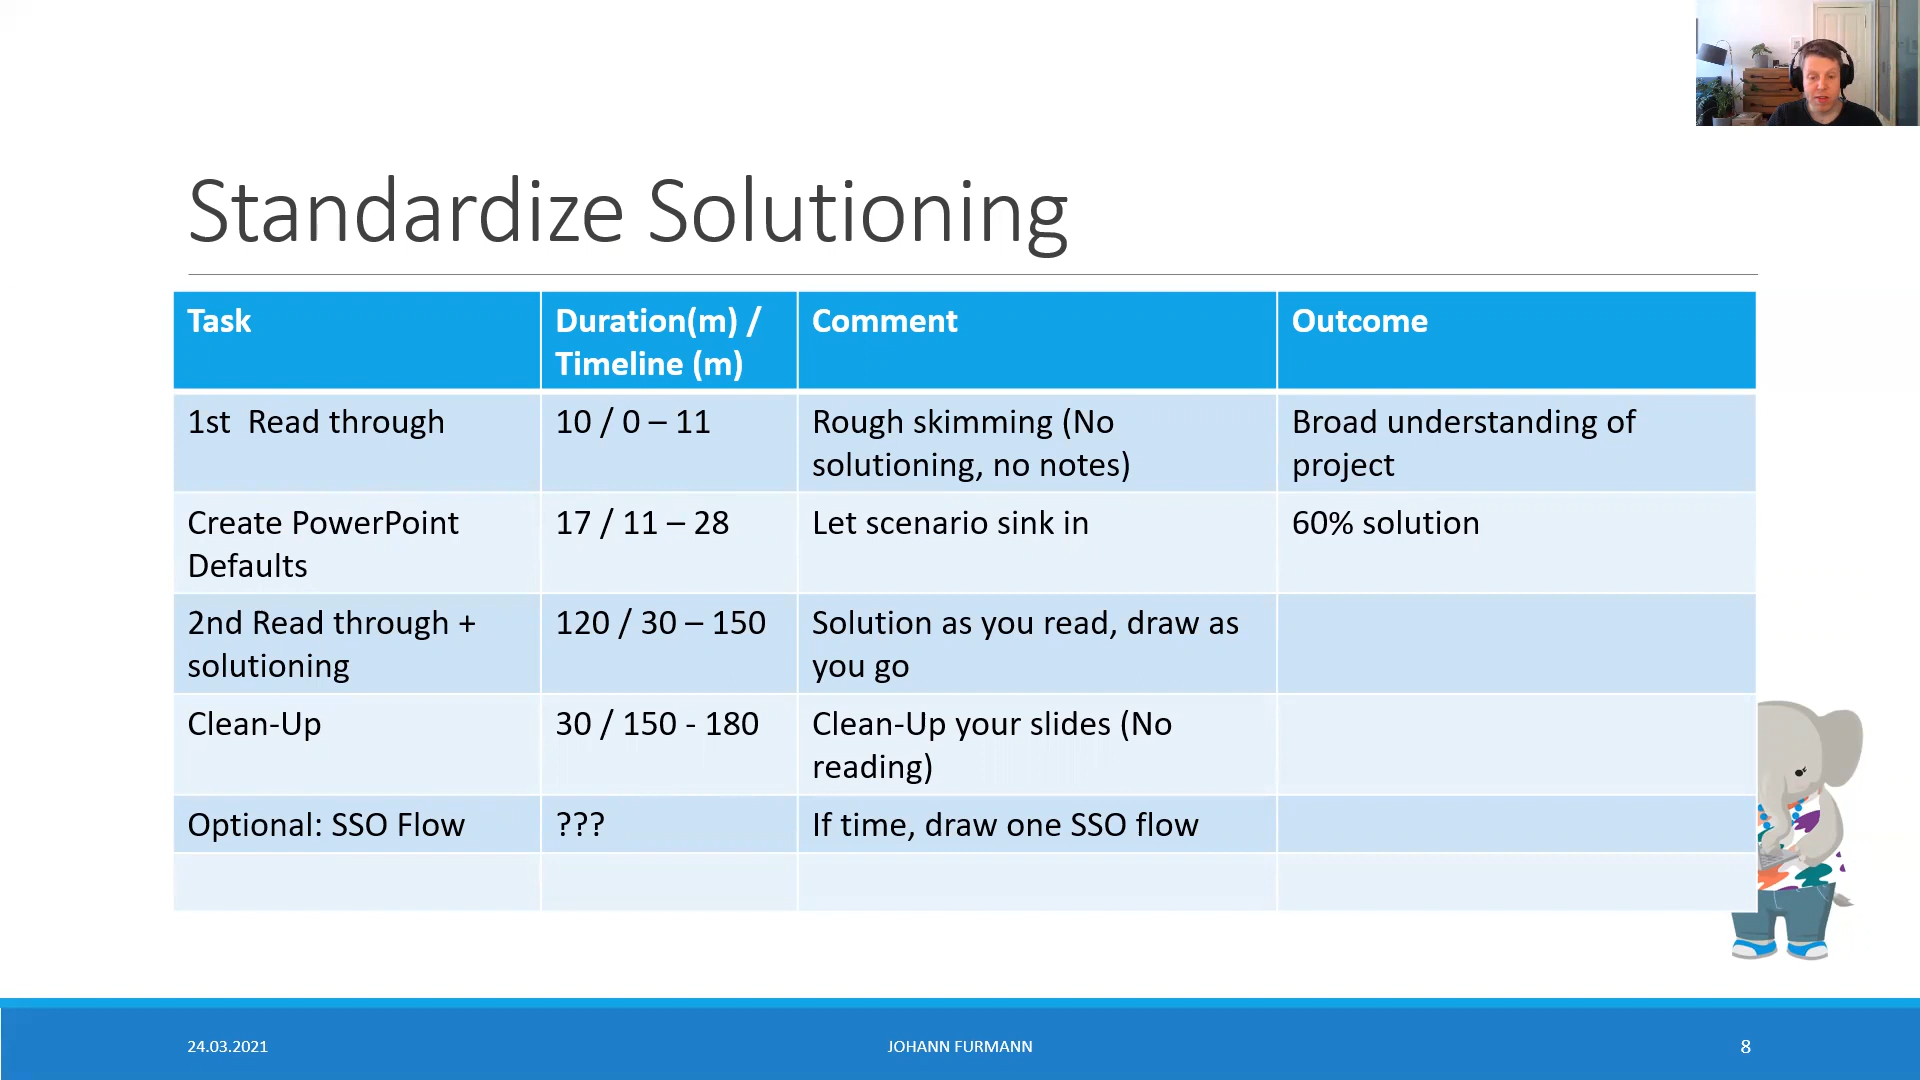 Standardize Solutioning
Task
Duration(m) /
Timeline (m)
Comment
Outcome
1st  Read through
10 / 0 – 11
Rough skimming (No
solutioning, no notes)
Broad understanding of
project
Create PowerPoint
Defaults
17 / 11 – 28
Let scenario sink in
60% solution
2nd Read through +
solutioning
120 / 30 – 150
Solution as you read, draw as
you go
Clean-Up
30 / 150 - 180
Clean-Up your slides (No
reading)
Optional: SSO Flow
???
If time, draw one SSO flow
24.03.2021
JOHANN FURMANN
8